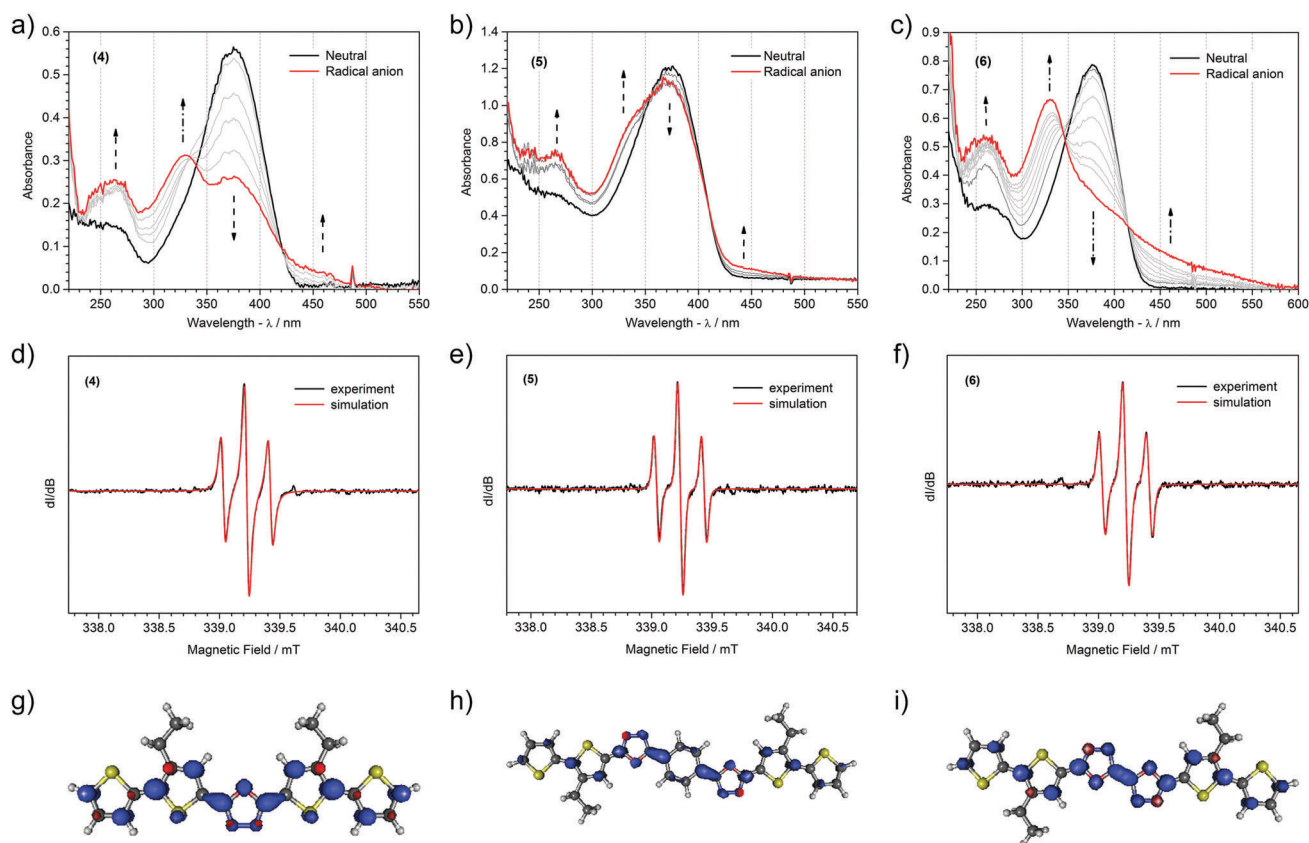 a)
b)
c)
(4)
Neutral
Radical anion
0.6
0.5
0.4
0.3
0.2
0.1
0.0
Absorbance
250 300 350 400 450 500 550
Wavelength - λ / nm
(5)
Neutral
Radical anion
1.4
1.2
1.0
0.8
0.6
0.4
0.2
0.0
Absorbance
250 300 350 400 450 500 550
Wavelength - λ / nm
(6)
Neutral
Radical anion
0.9
0.8
0.7
0.6
0.5
0.4
0.3
0.2
0.1
0.0
Absorbance
250 300 350 400 450 500 550 600
Wavelength - λ / nm
d)
e)
f)
(4)
experiment
simulation
dI/dB
338.0 338.5 339.0 339.5 340.0 340.5
Magnetic Field / mT
(5)
experiment
simulation
dI/dB
338.0 338.5 339.0 339.5 340.0 340.5
Magnetic Field / mT
(6)
experiment
simulation
dI/dB
338.0 338.5 339.0 339.5 340.0 340.5
Magnetic Field / mT
g)
h)
i)